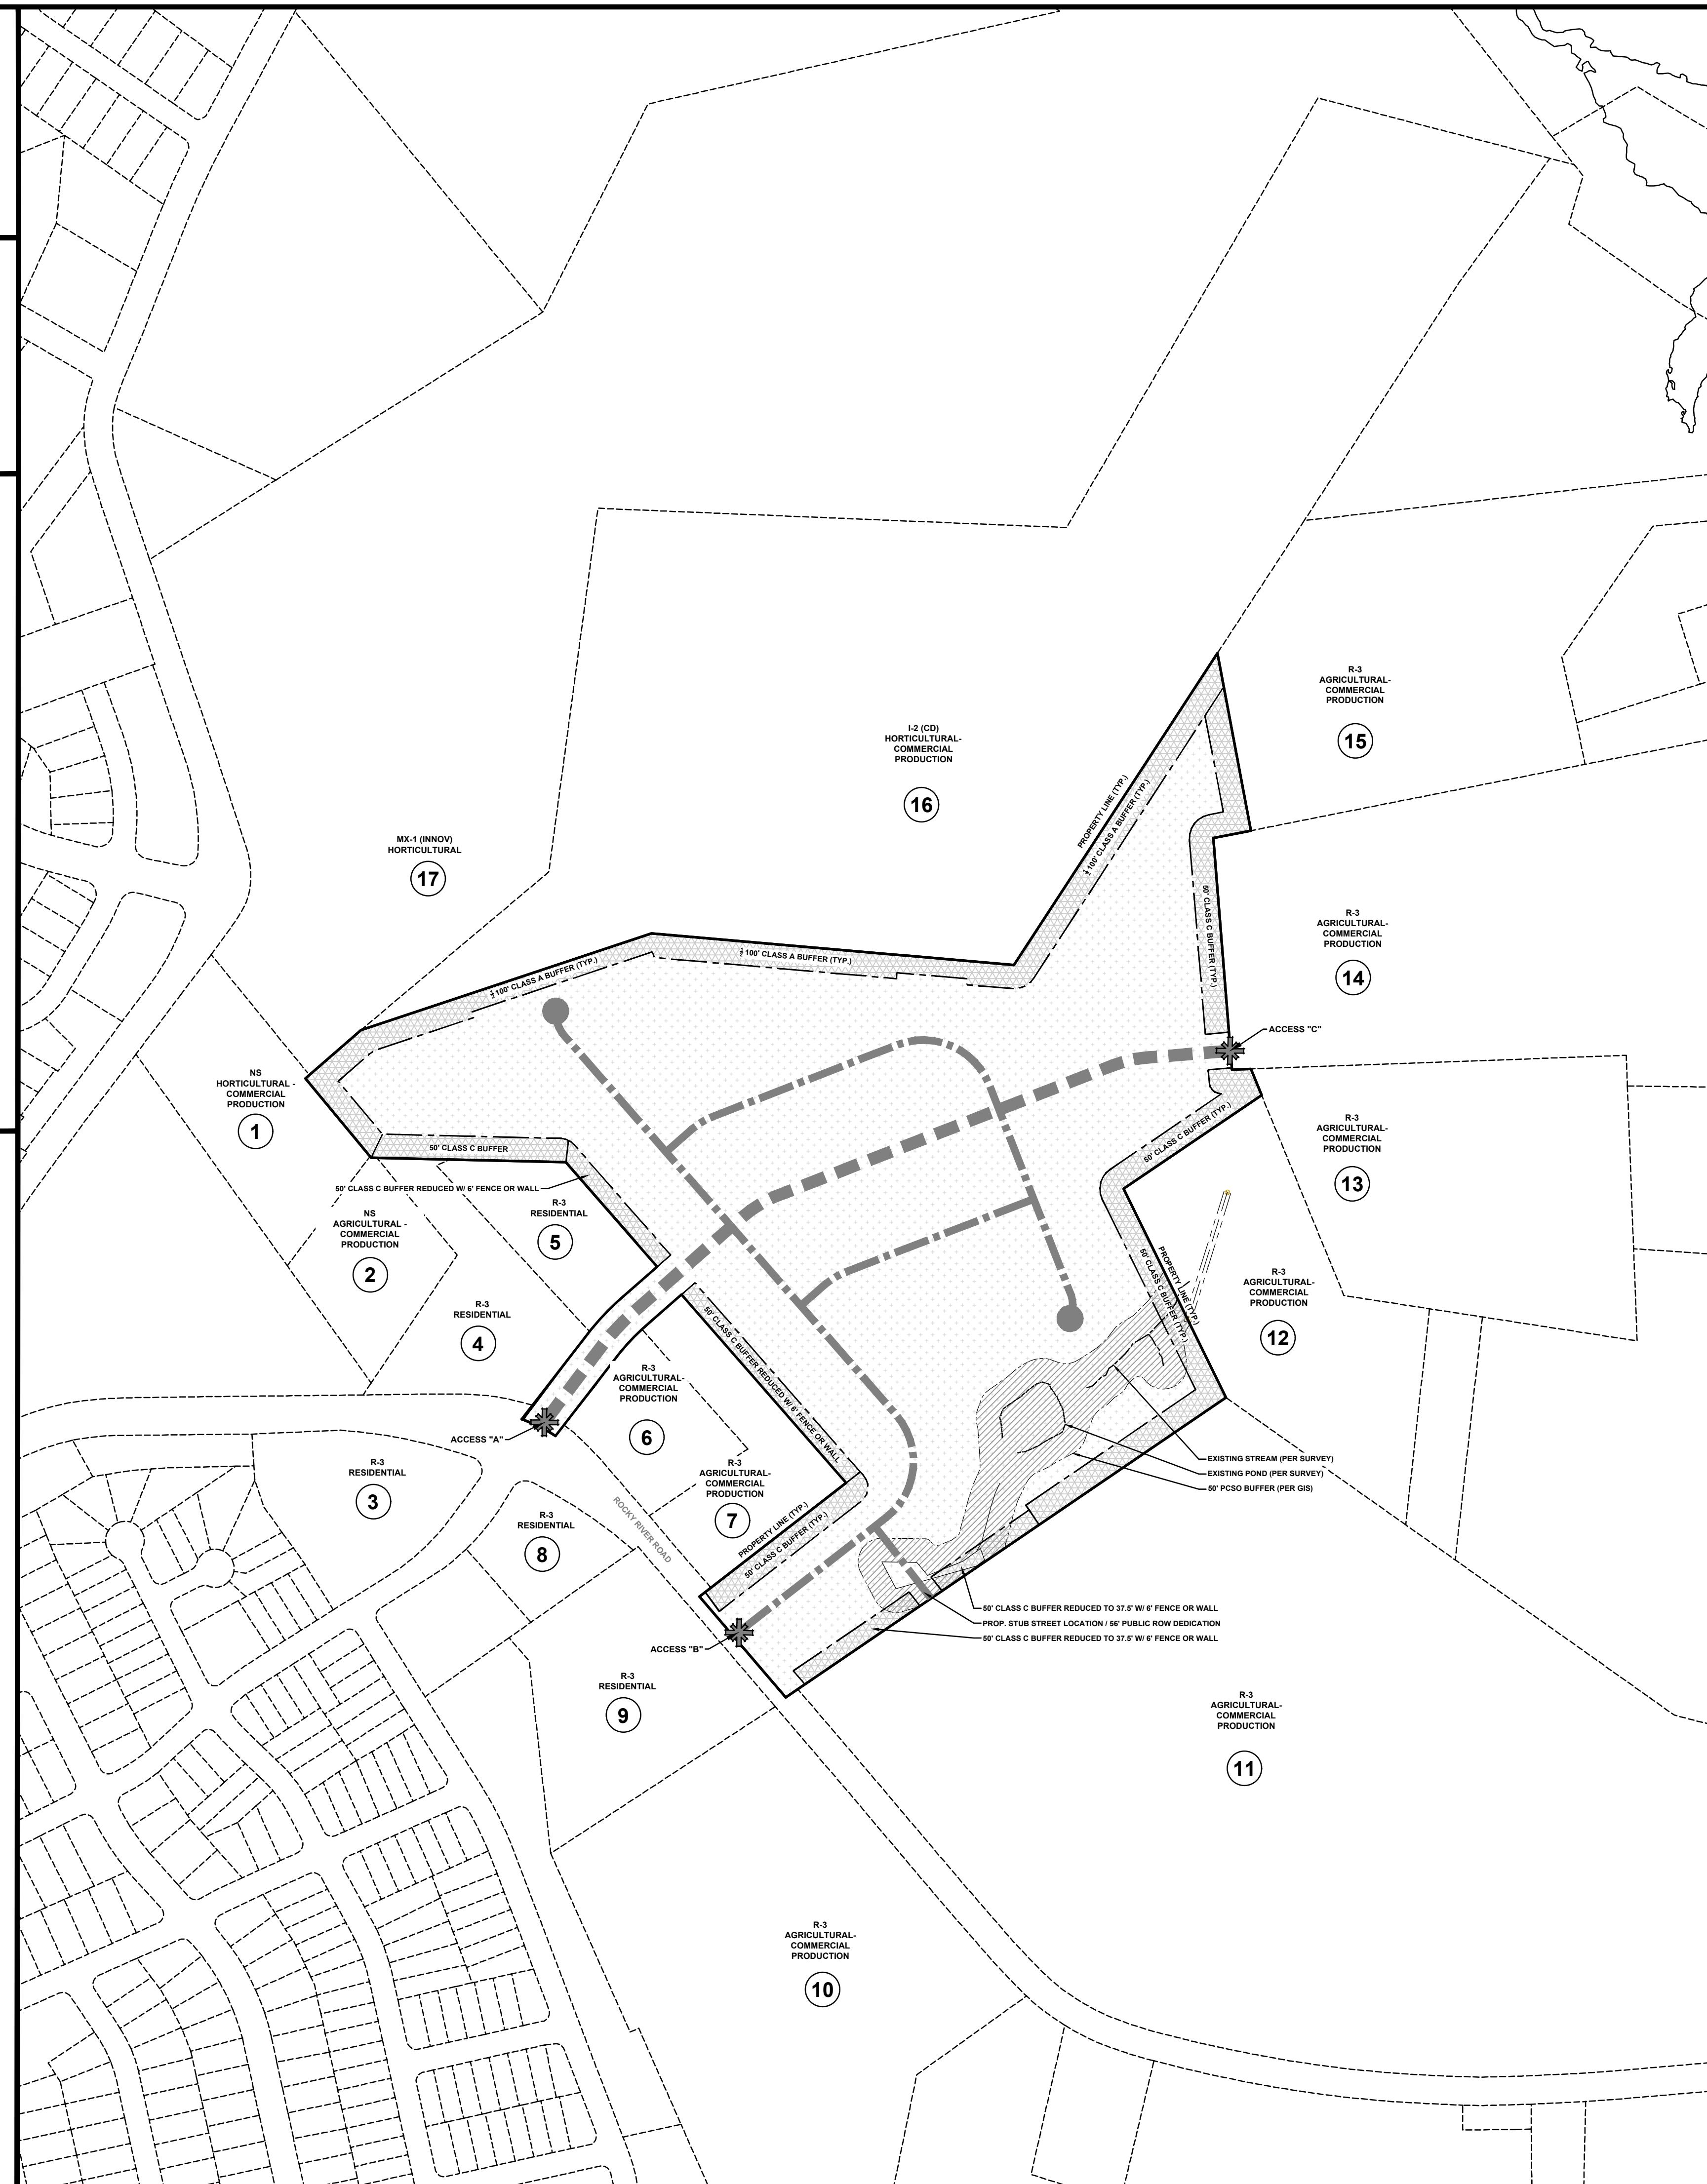 R-3
AGRICULTURAL-
COMMERCIAL
PRODUCTION
15
I-2 (CD)
HORTICULTURAL-
COMMERCIAL
PRODUCTION
16
PROPERTY LINE (TYP.)
100' CLASS A BUFFER (TYP.)
MX-1 (INNOV)
HORTICULTURAL
17
50' CLASS C BUFFER (TYP.)
R-3
AGRICULTURAL-
COMMERCIAL
PRODUCTION
14
100' CLASS A BUFFER (TYP.)
100' CLASS A BUFFER (TYP.)
ACCESS "C"
NS
HORTICULTURAL -
COMMERCIAL
PRODUCTION
1
50' CLASS C BUFFER
50' CLASS C BUFFER (TYP.)
R-3
AGRICULTURAL-
COMMERCIAL
PRODUCTION
13
50' CLASS C BUFFER REDUCED W/ 6' FENCE OR WALL
R-3
RESIDENTIAL
5
NS
AGRICULTURAL -
COMMERCIAL
PRODUCTION
2
PROPERTY LINE (TYP.)
50' CLASS C BUFFER (TYP.)
R-3
AGRICULTURAL-
COMMERCIAL
PRODUCTION
12
R-3
RESIDENTIAL
4
50' CLASS C BUFFER REDUCED W/ 6' FENCE OR WALL
R-3
AGRICULTURAL-
COMMERCIAL
PRODUCTION
6
ACCESS "A"
R-3
RESIDENTIAL
3
R-3
AGRICULTURAL-
COMMERCIAL
PRODUCTION
7
EXISTING STREAM (PER SURVEY)
EXISTING POND (PER SURVEY)
50' PCSO BUFFER (PER GIS)
ROCKY RIVER ROAD
R-3
RESIDENTIAL
8
PROPERTY LINE (TYP.)
50' CLASS C BUFFER (TYP.)
50' CLASS C BUFFER REDUCED TO 37.5' W/ 6' FENCE OR WALL
PROP. STUB STREET LOCATION / 56' PUBLIC ROW DEDICATION
50' CLASS C BUFFER REDUCED TO 37.5' W/ 6' FENCE OR WALL
ACCESS "B"
R-3
RESIDENTIAL
9
R-3
AGRICULTURAL-
COMMERCIAL
PRODUCTION
11
R-3
AGRICULTURAL-
COMMERCIAL
PRODUCTION
10